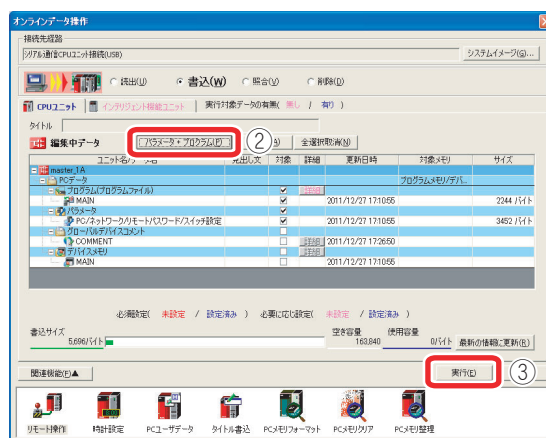 オンラインデータ操作
接続先経路
シリアル通信CPUユニット接続(USB)
システムイメージ(G)...
読出(U) 書込(W) 照合(V) 削除(D)
CPUユニット インテリジェント機能ユニット 実行対象データの有無( 無し / 有り )
タイトル
編集中データ パラメータ+プログラム(P) ② 全選択取消(N)
見出し文 対象 詳細 更新日時 対象メモリ サイズ
master_1A
PCデータ プログラムメモリ/デバ...
プログラム(プログラムファイル) 詳細
MAIN 2011/12/27 17:10:55 2244 バイト
パラメータ
PC/ネットワーク/リモートパスワード/スイッチ設定 2011/12/27 17:10:55 3452 バイト
グローバルデバイスコメント
COMMENT 詳細 2011/12/27 17:26:50
デバイスメモリ 詳細
MAIN 2011/12/27 17:10:55
必須設定( 未設定 / 設定済み ) 必要に応じ設定( 未設定 / 設定済み )
書込サイズ 空き容量 使用容量
5,696バイト 163,840 0バイト 最新の情報に更新(R)
関連機能(F)▲ 実行(E) ③
リモート操作 時計設定 PCユーザデータ タイトル書込 PCメモリフォーマット PCメモリクリア PCメモリ整理